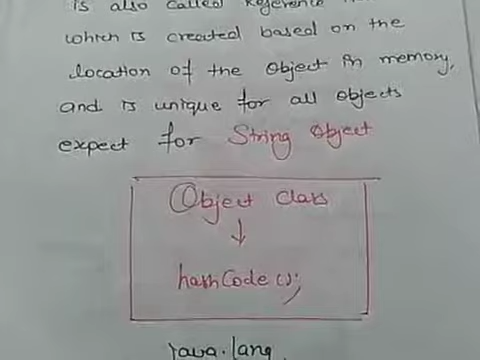 is also called Reference
which is created based on the
location of the Object in memory,
and is unique for all objects
expect for String Object
Object Class
↓
hashCode();
java.lang.